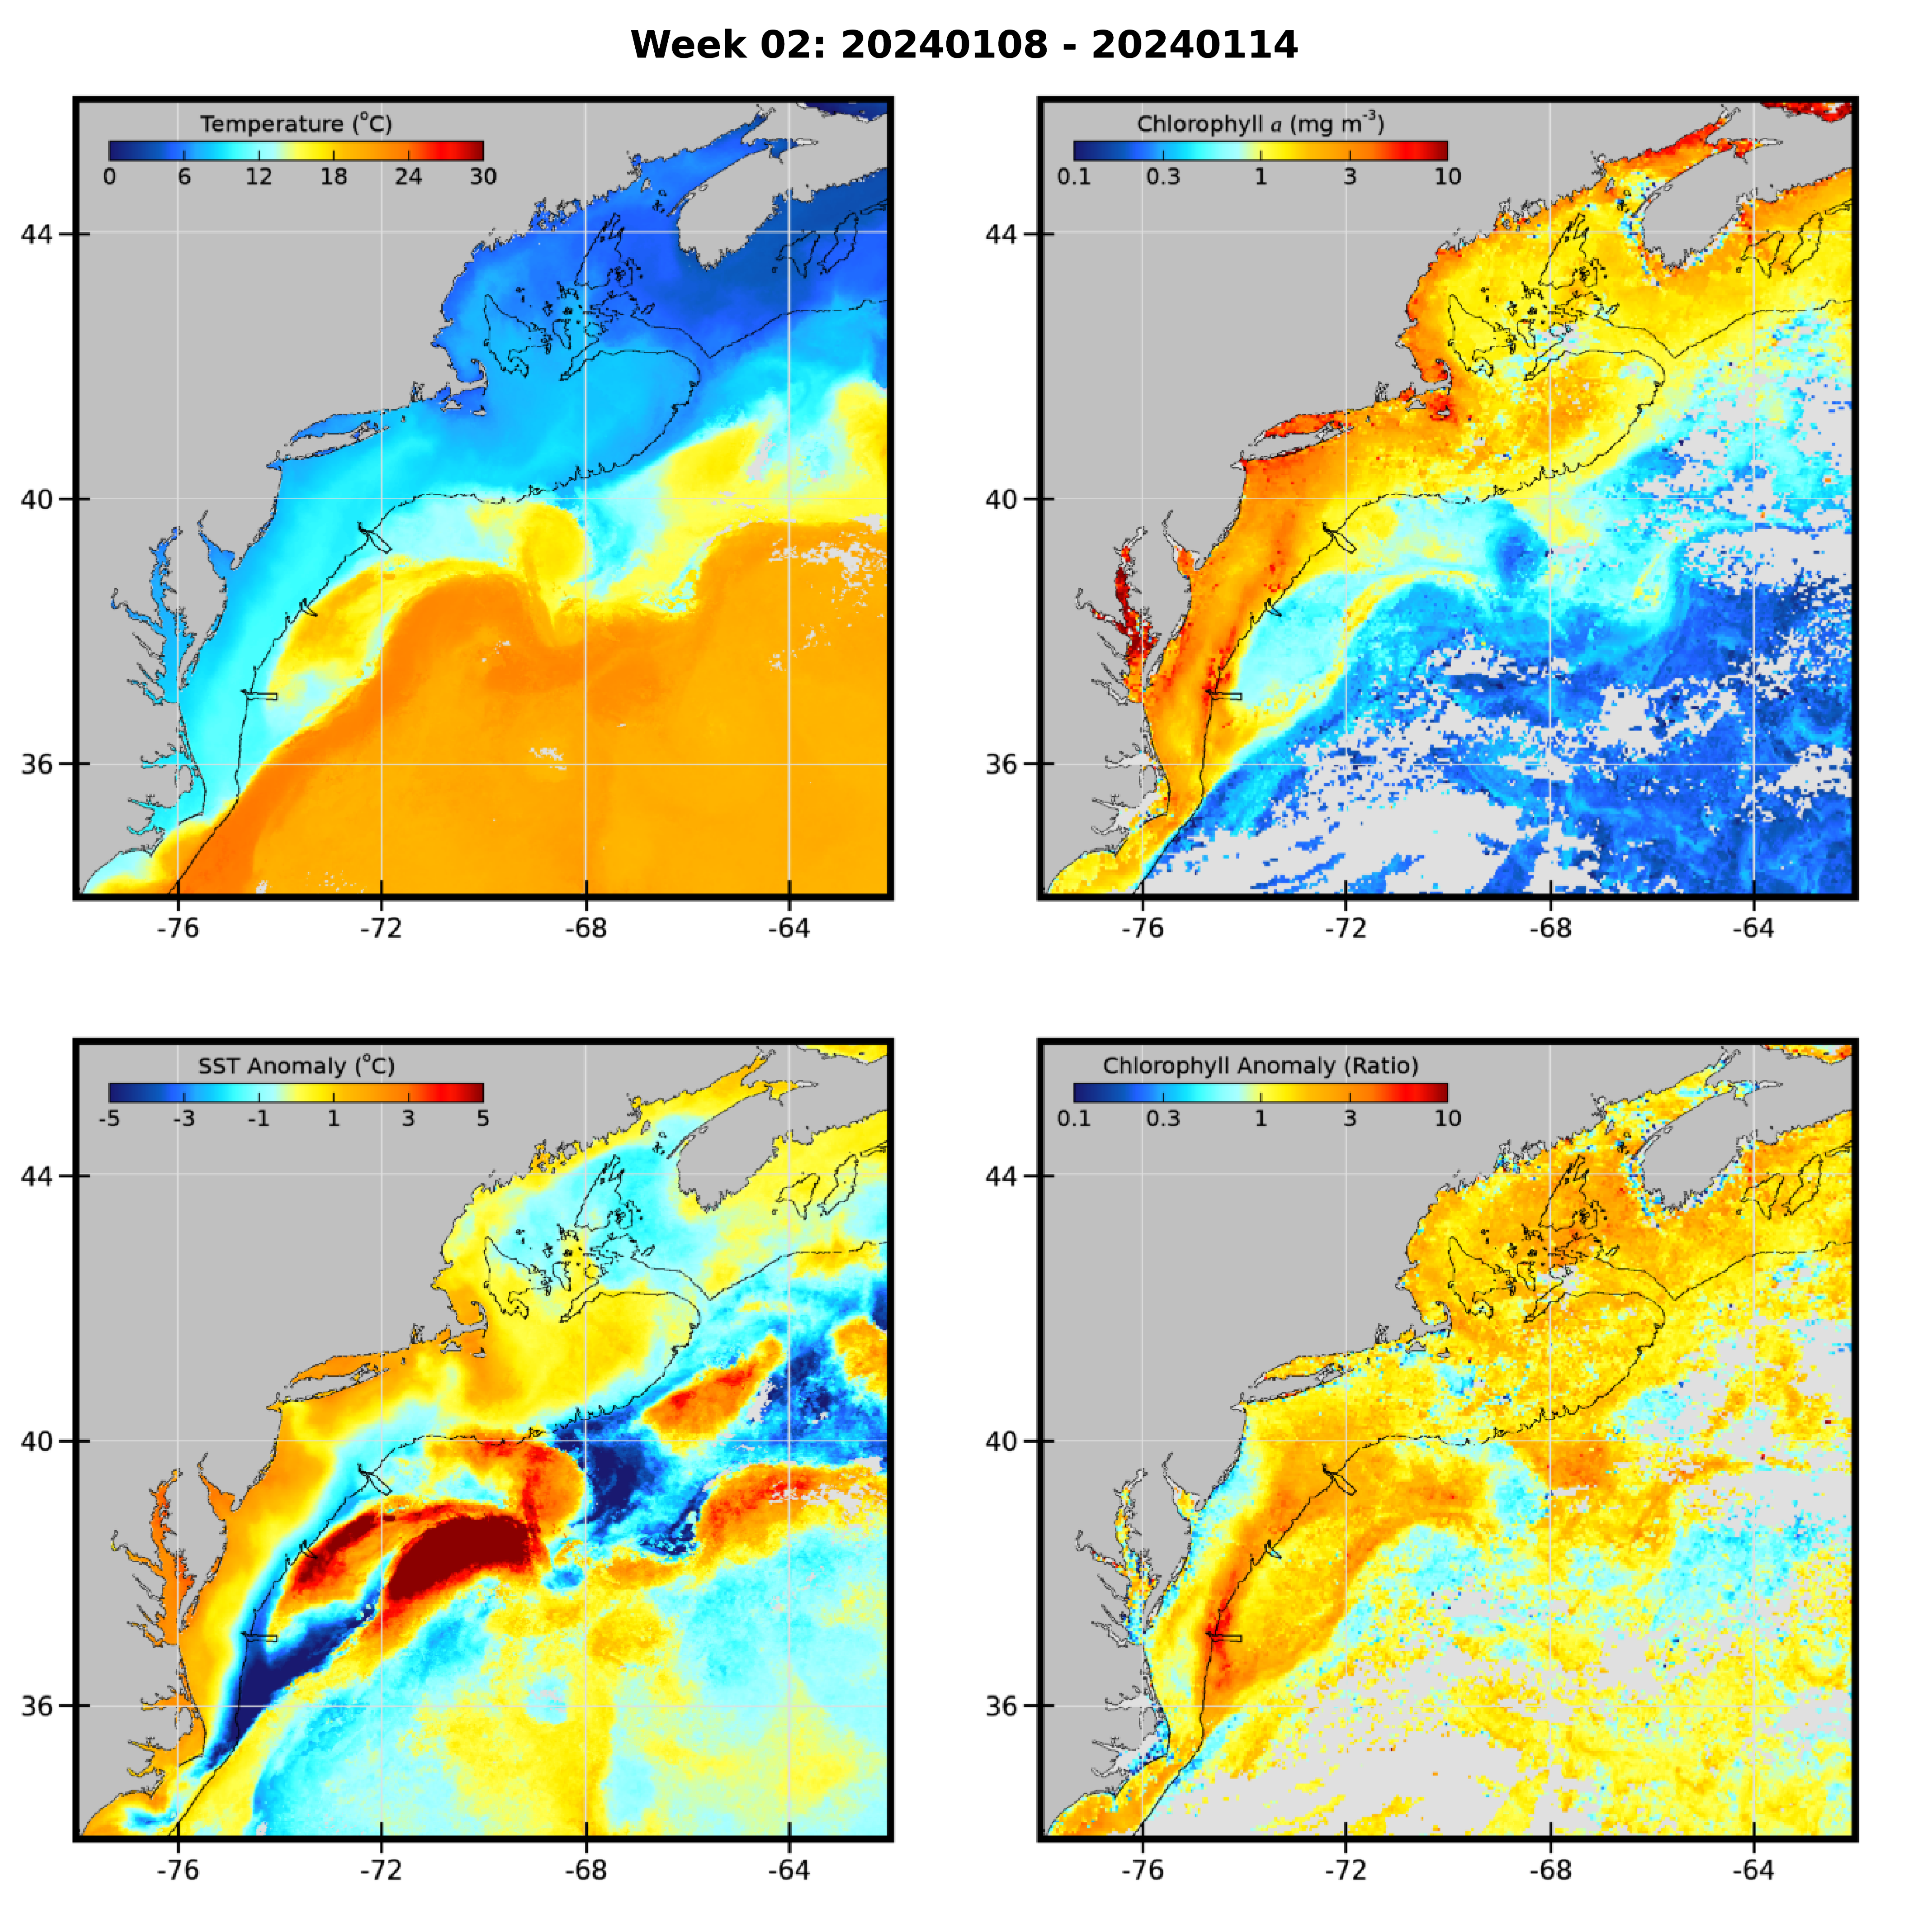 Week 02: 20240108 - 20240114
Temperature (°C)
0 6 12 18 24 30
44
40
36
-76 -72 -68 -64
Chlorophyll a (mg m⁻³)
0.1 0.3 1 3 10
44
40
36
-76 -72 -68 -64
SST Anomaly (°C)
-5 -3 -1 1 3 5
44
40
36
-76 -72 -68 -64
Chlorophyll Anomaly (Ratio)
0.1 0.3 1 3 10
44
40
36
-76 -72 -68 -64